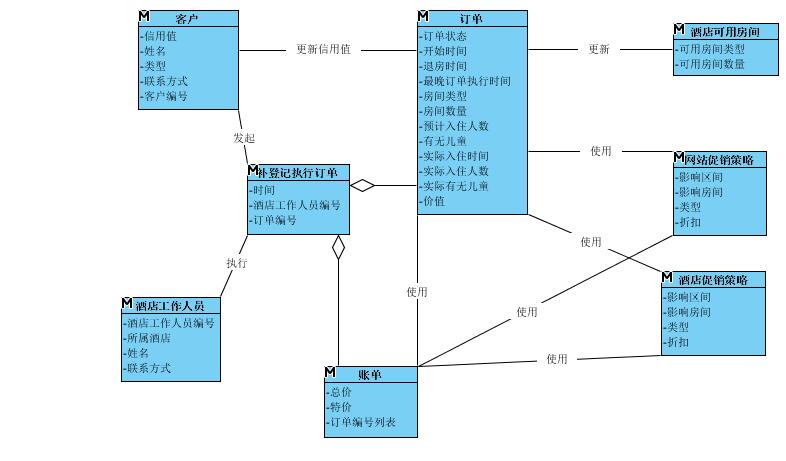 M
客户
-信用值
-姓名
-类型
-联系方式
-客户编号
更新信用值
M
订单
-订单状态
-开始时间
-退房时间
-最晚订单执行时间
-房间类型
-房间数量
-预计入住人数
-有无儿童
-实际入住时间
-实际入住人数
-实际有无儿童
-价值
更新
M
酒店可用房间
-可用房间类型
-可用房间数量
发起
M
补登记执行订单
-时间
-酒店工作人员编号
-订单编号
使用
M
网站促销策略
-影响区间
-影响房间
-类型
-折扣
使用
执行
M
酒店工作人员
-酒店工作人员编号
-所属酒店
-姓名
-联系方式
使用
使用
M
酒店促销策略
-影响区间
-影响房间
-类型
-折扣
使用
M
账单
-总价
-特价
-订单编号列表